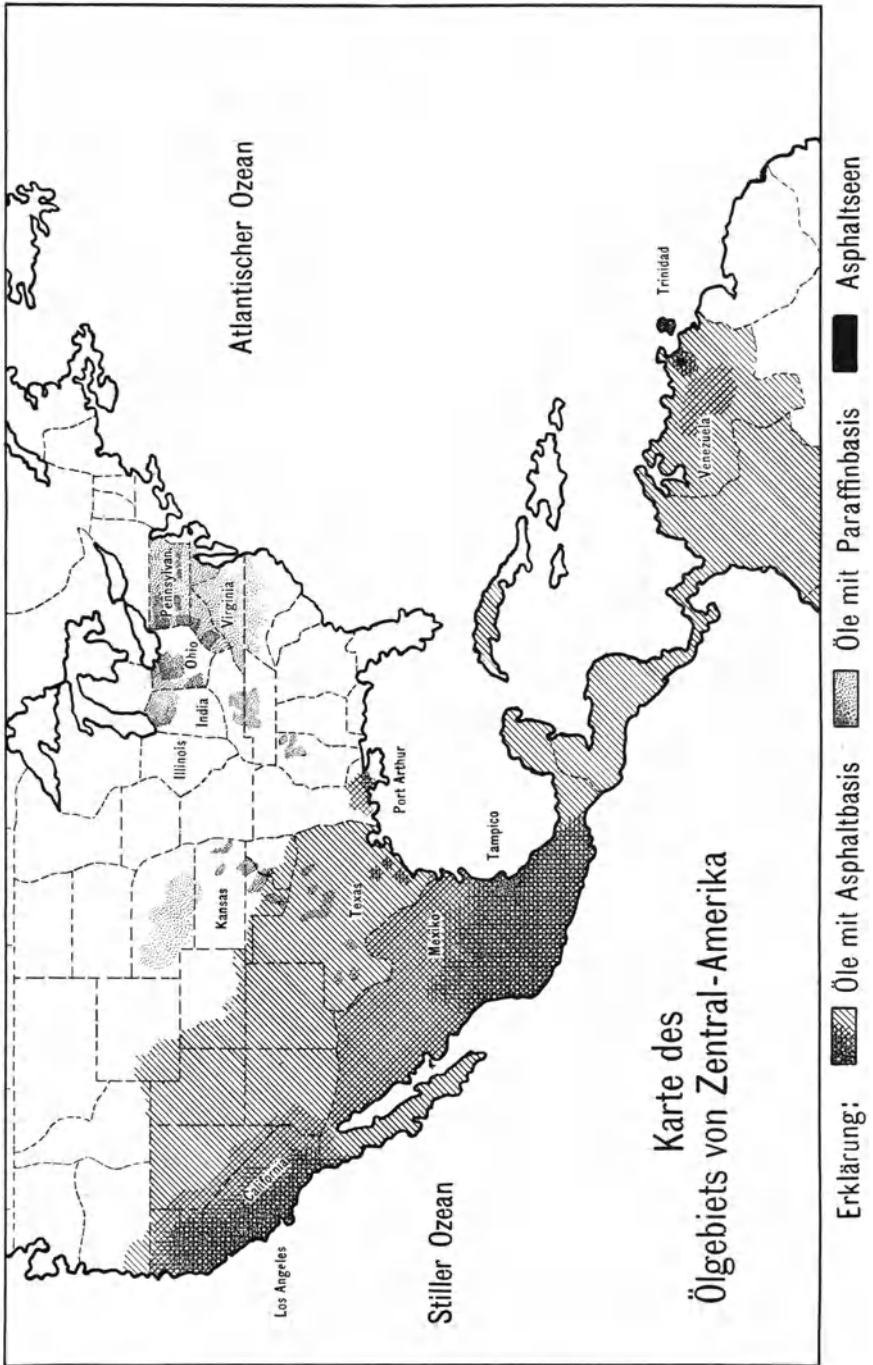 Atlantischer Ozean
Pennsylvan.
Virginia
Ohio
India
Illinois
Kansas
Texas
Port Arthur
Tampico
Mexiko
California
Los Angeles
Stiller Ozean
Trinidad
Venezuela
Karte des
Ölgebiets von Zentral-Amerika
Erklärung: Öle mit Asphaltbasis Öle mit Paraffinbasis Asphaltseen